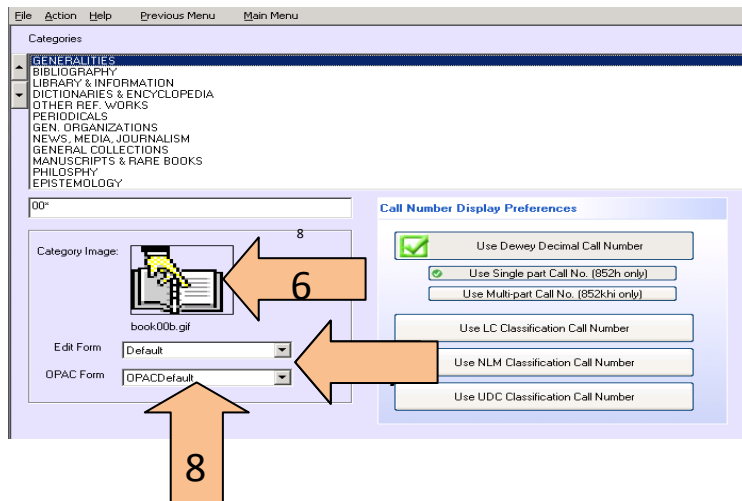 File Action Help Previous Menu Main Menu
Categories
GENERALITIES
BIBLIOGRAPHY
LIBRARY & INFORMATION
DICTIONARIES & ENCYCLOPEDIA
OTHER REF. WORKS
PERIODICALS
GEN. ORGANIZATIONS
NEWS, MEDIA, JOURNALISM
GENERAL COLLECTIONS
MANUSCRIPTS & RARE BOOKS
PHILOSPHY
EPISTEMOLOGY
00*
Call Number Display Preferences
8
Category Image:
6
book00b.gif
Edit Form Default
OPAC Form OPACDefault
8
Use Dewey Decimal Call Number
Use Single part Call No. (852h only)
Use Multi-part Call No. (852khi only)
Use LC Classification Call Number
Use NLM Classification Call Number
Use UDC Classification Call Number